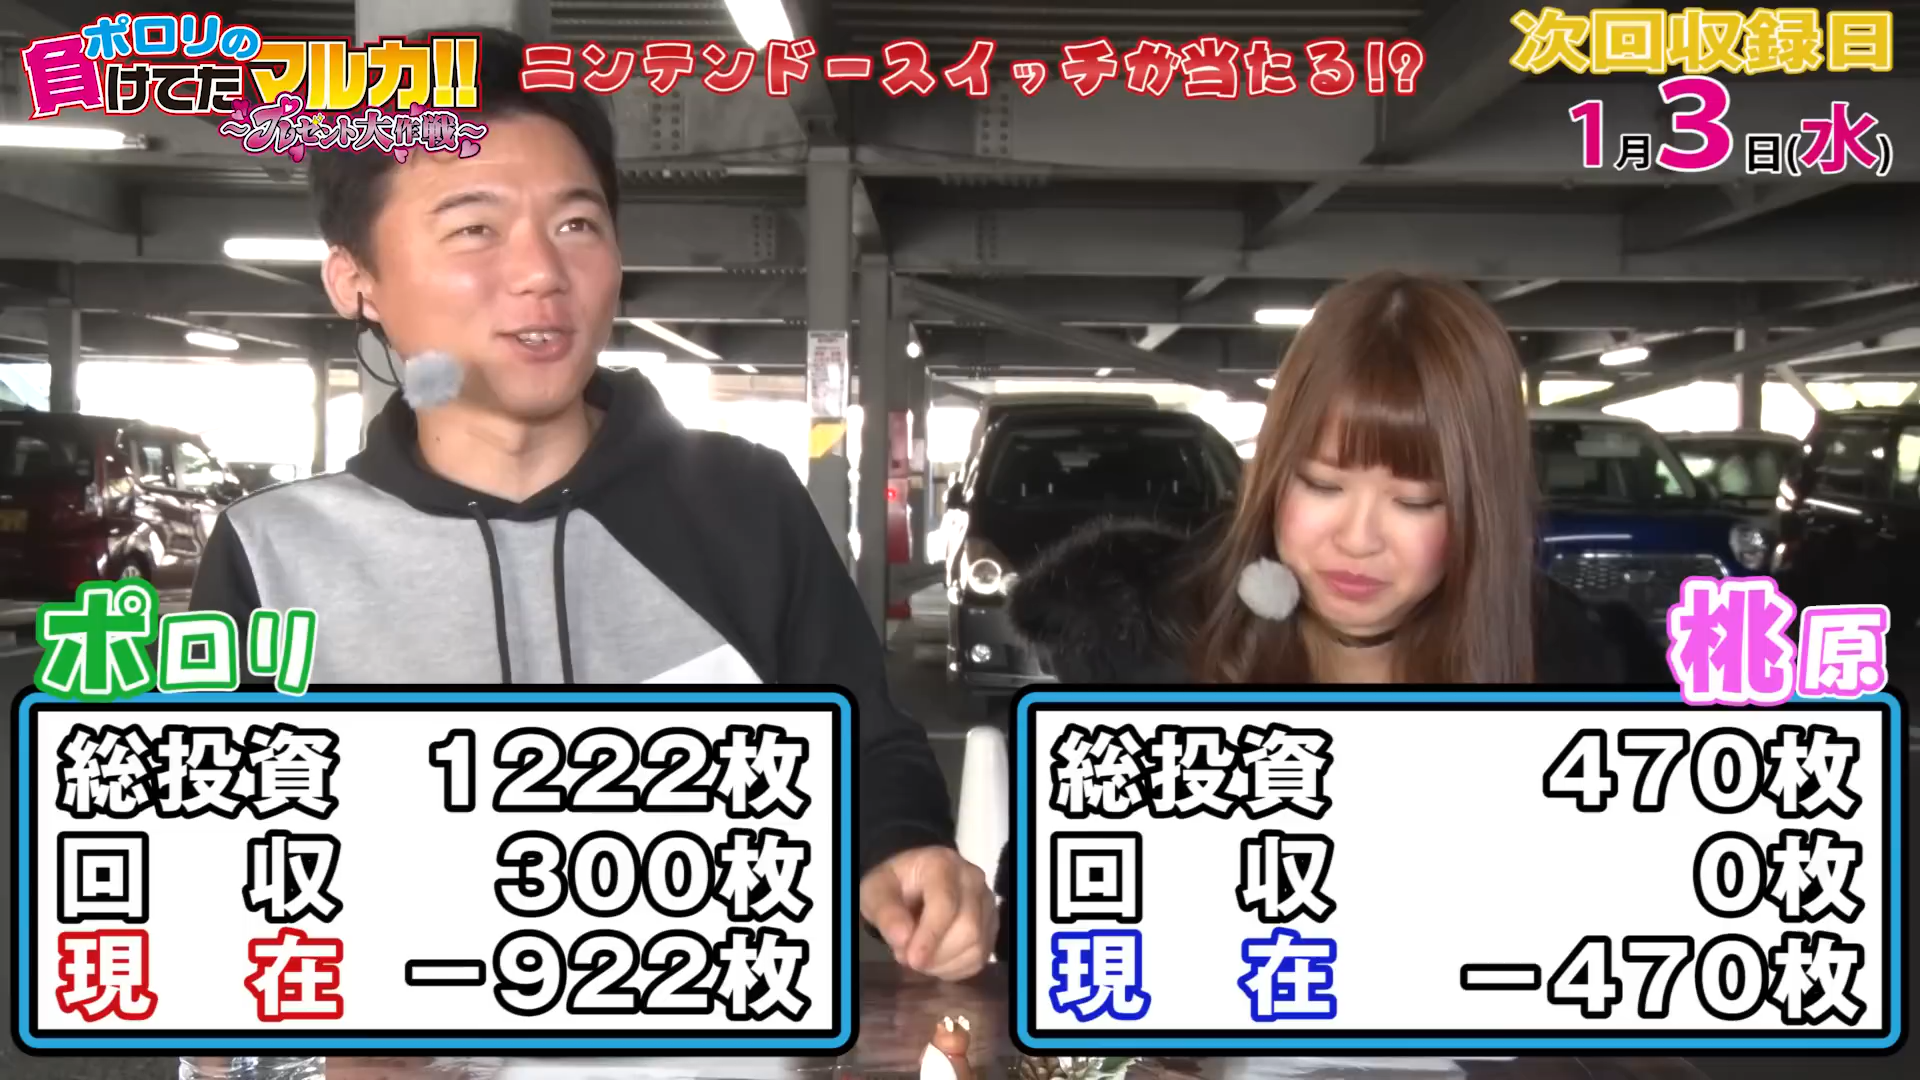 ポロリの
負けてたマルカ!!
～プレゼント大作戦～
ニンテンドースイッチが当たる!?
次回収録日
1月3日(水)
ポロリ
総投資 1222枚
回収 300枚
現在 -922枚
桃原
総投資 470枚
回収 0枚
現在 -470枚